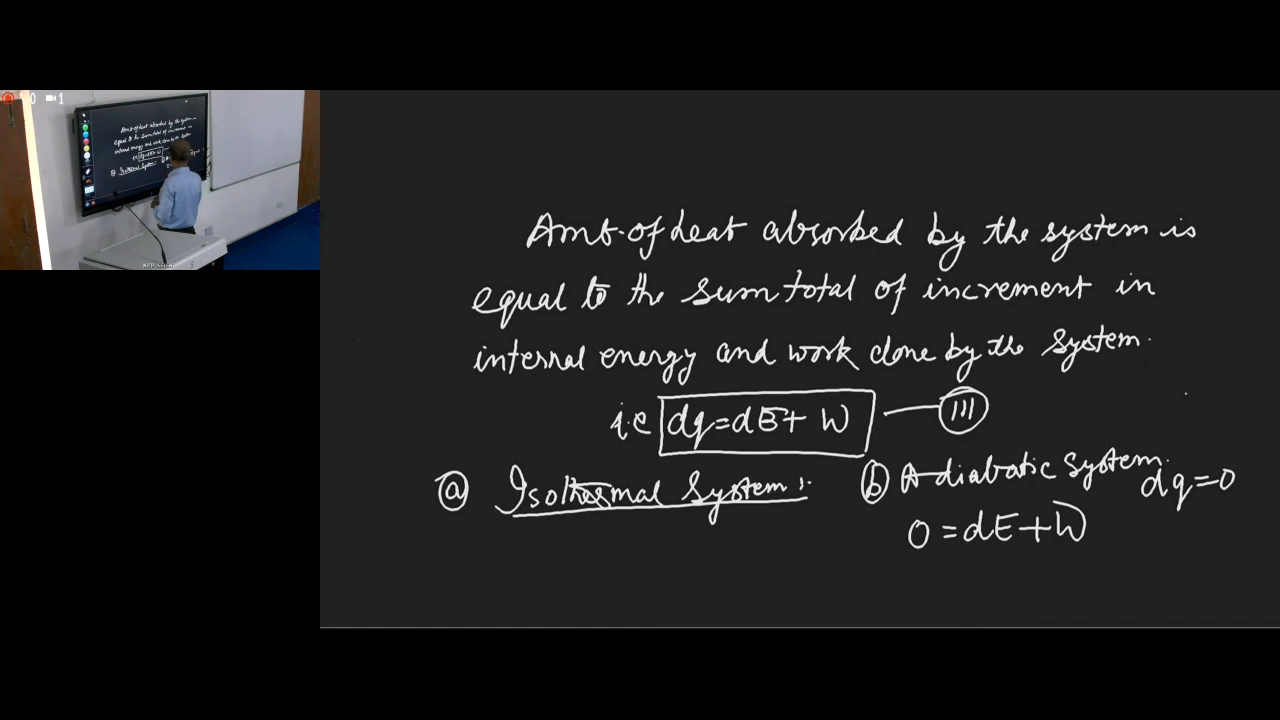 Amt. of heat absorbed by the system is
equal to the sum total of increment in
internal energy and work done by the system.
i.e dq=dE+W — III
a Isothermal System:
b Adiabatic System.
dq=0
0=dE+W